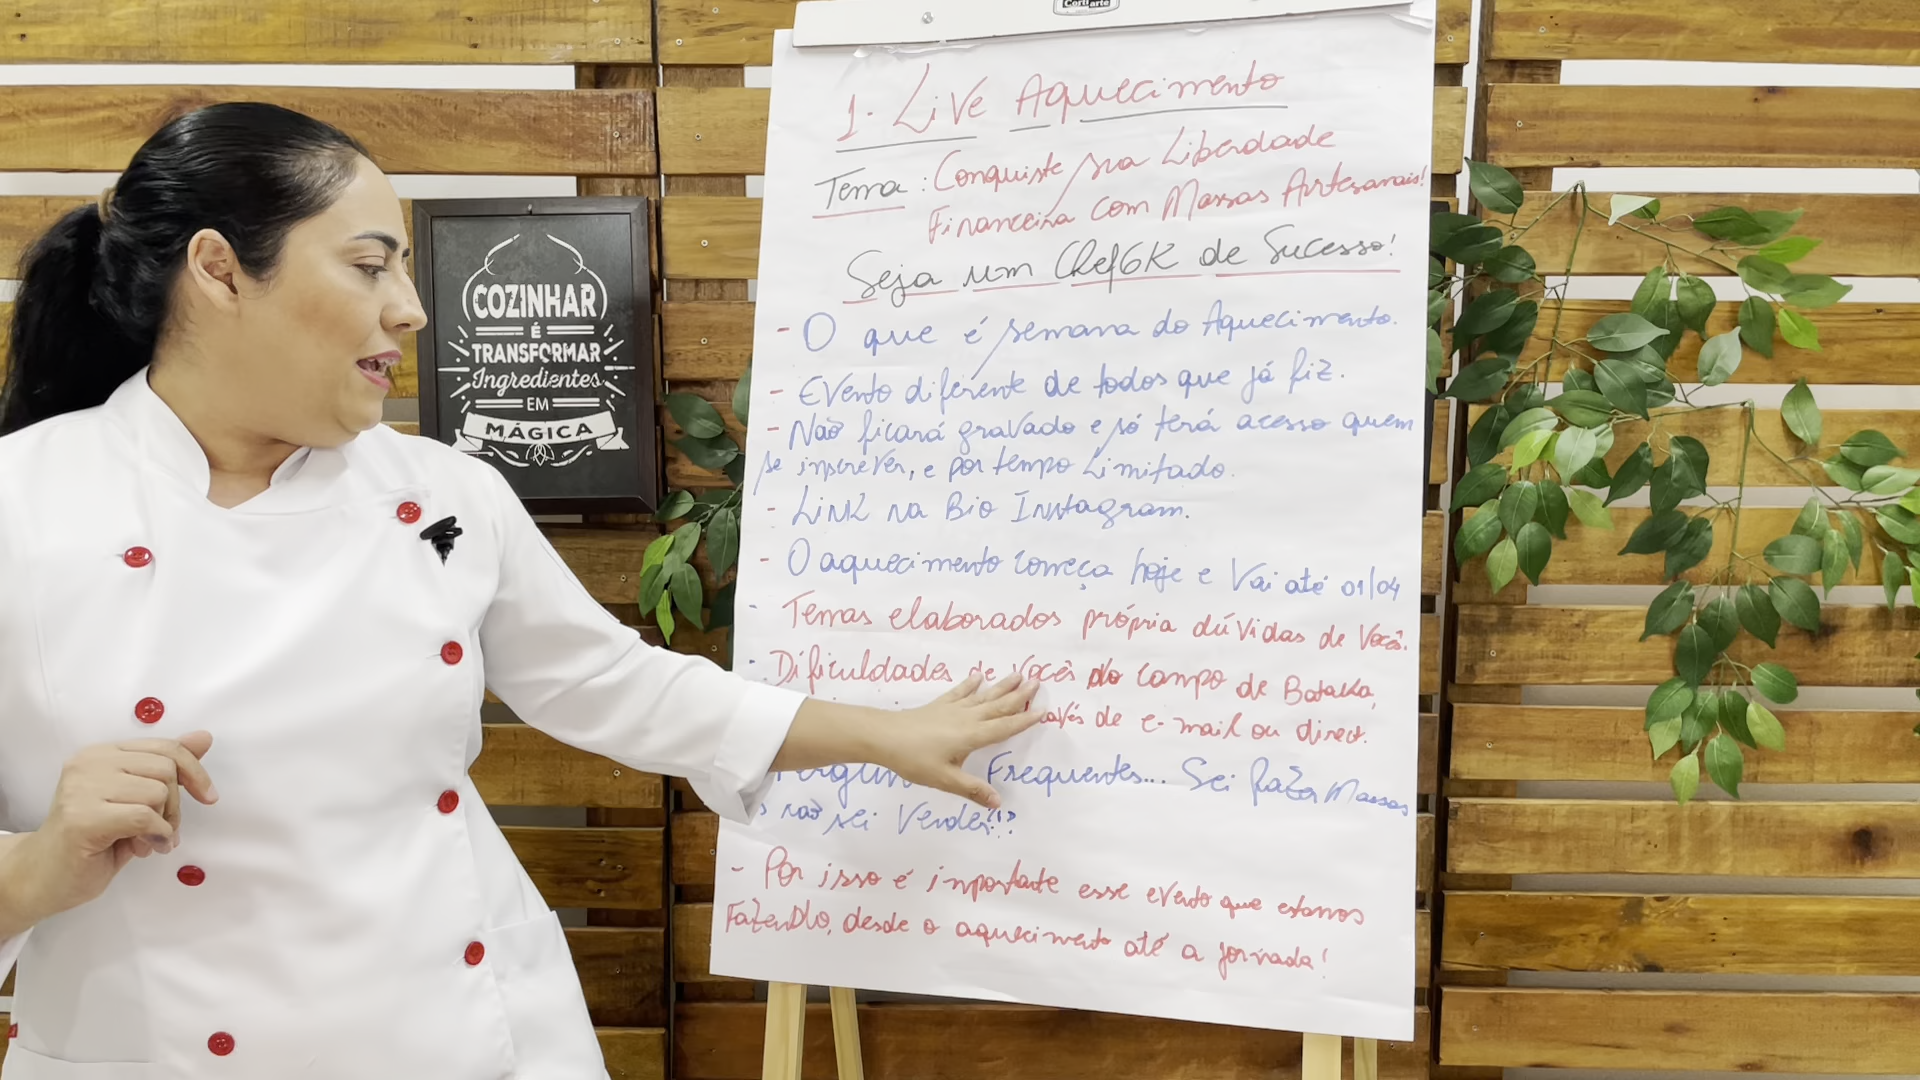 Cort arte
1. Live Aquecimento
Tema: Conquiste sua Liberdade
Financeira com Massas Artesanais!
Seja um Chef6K de Sucesso!
- O que é semana do Aquecimento.
- Evento diferente de todos que já fiz.
- Não ficará gravado e só terá acesso quem
se inscrever, e por tempo Limitado.
- Link na Bio Instagram.
- O aquecimento começa hoje e Vai até 01/04
- Temas elaborados própria dúvidas de Vocês.
- Dificuldades de Vocês do campo de Batalha,
de e-mail ou direct.
Frequentes... Sei fazer Massas
não sei Vender!!?
- Por isso é inportante esse evento que estamos
Fazendo, desde o aquecimento até a jornada!
COZINHAR
É
TRANSFORMAR
Ingredientes
EM
MÁGICA